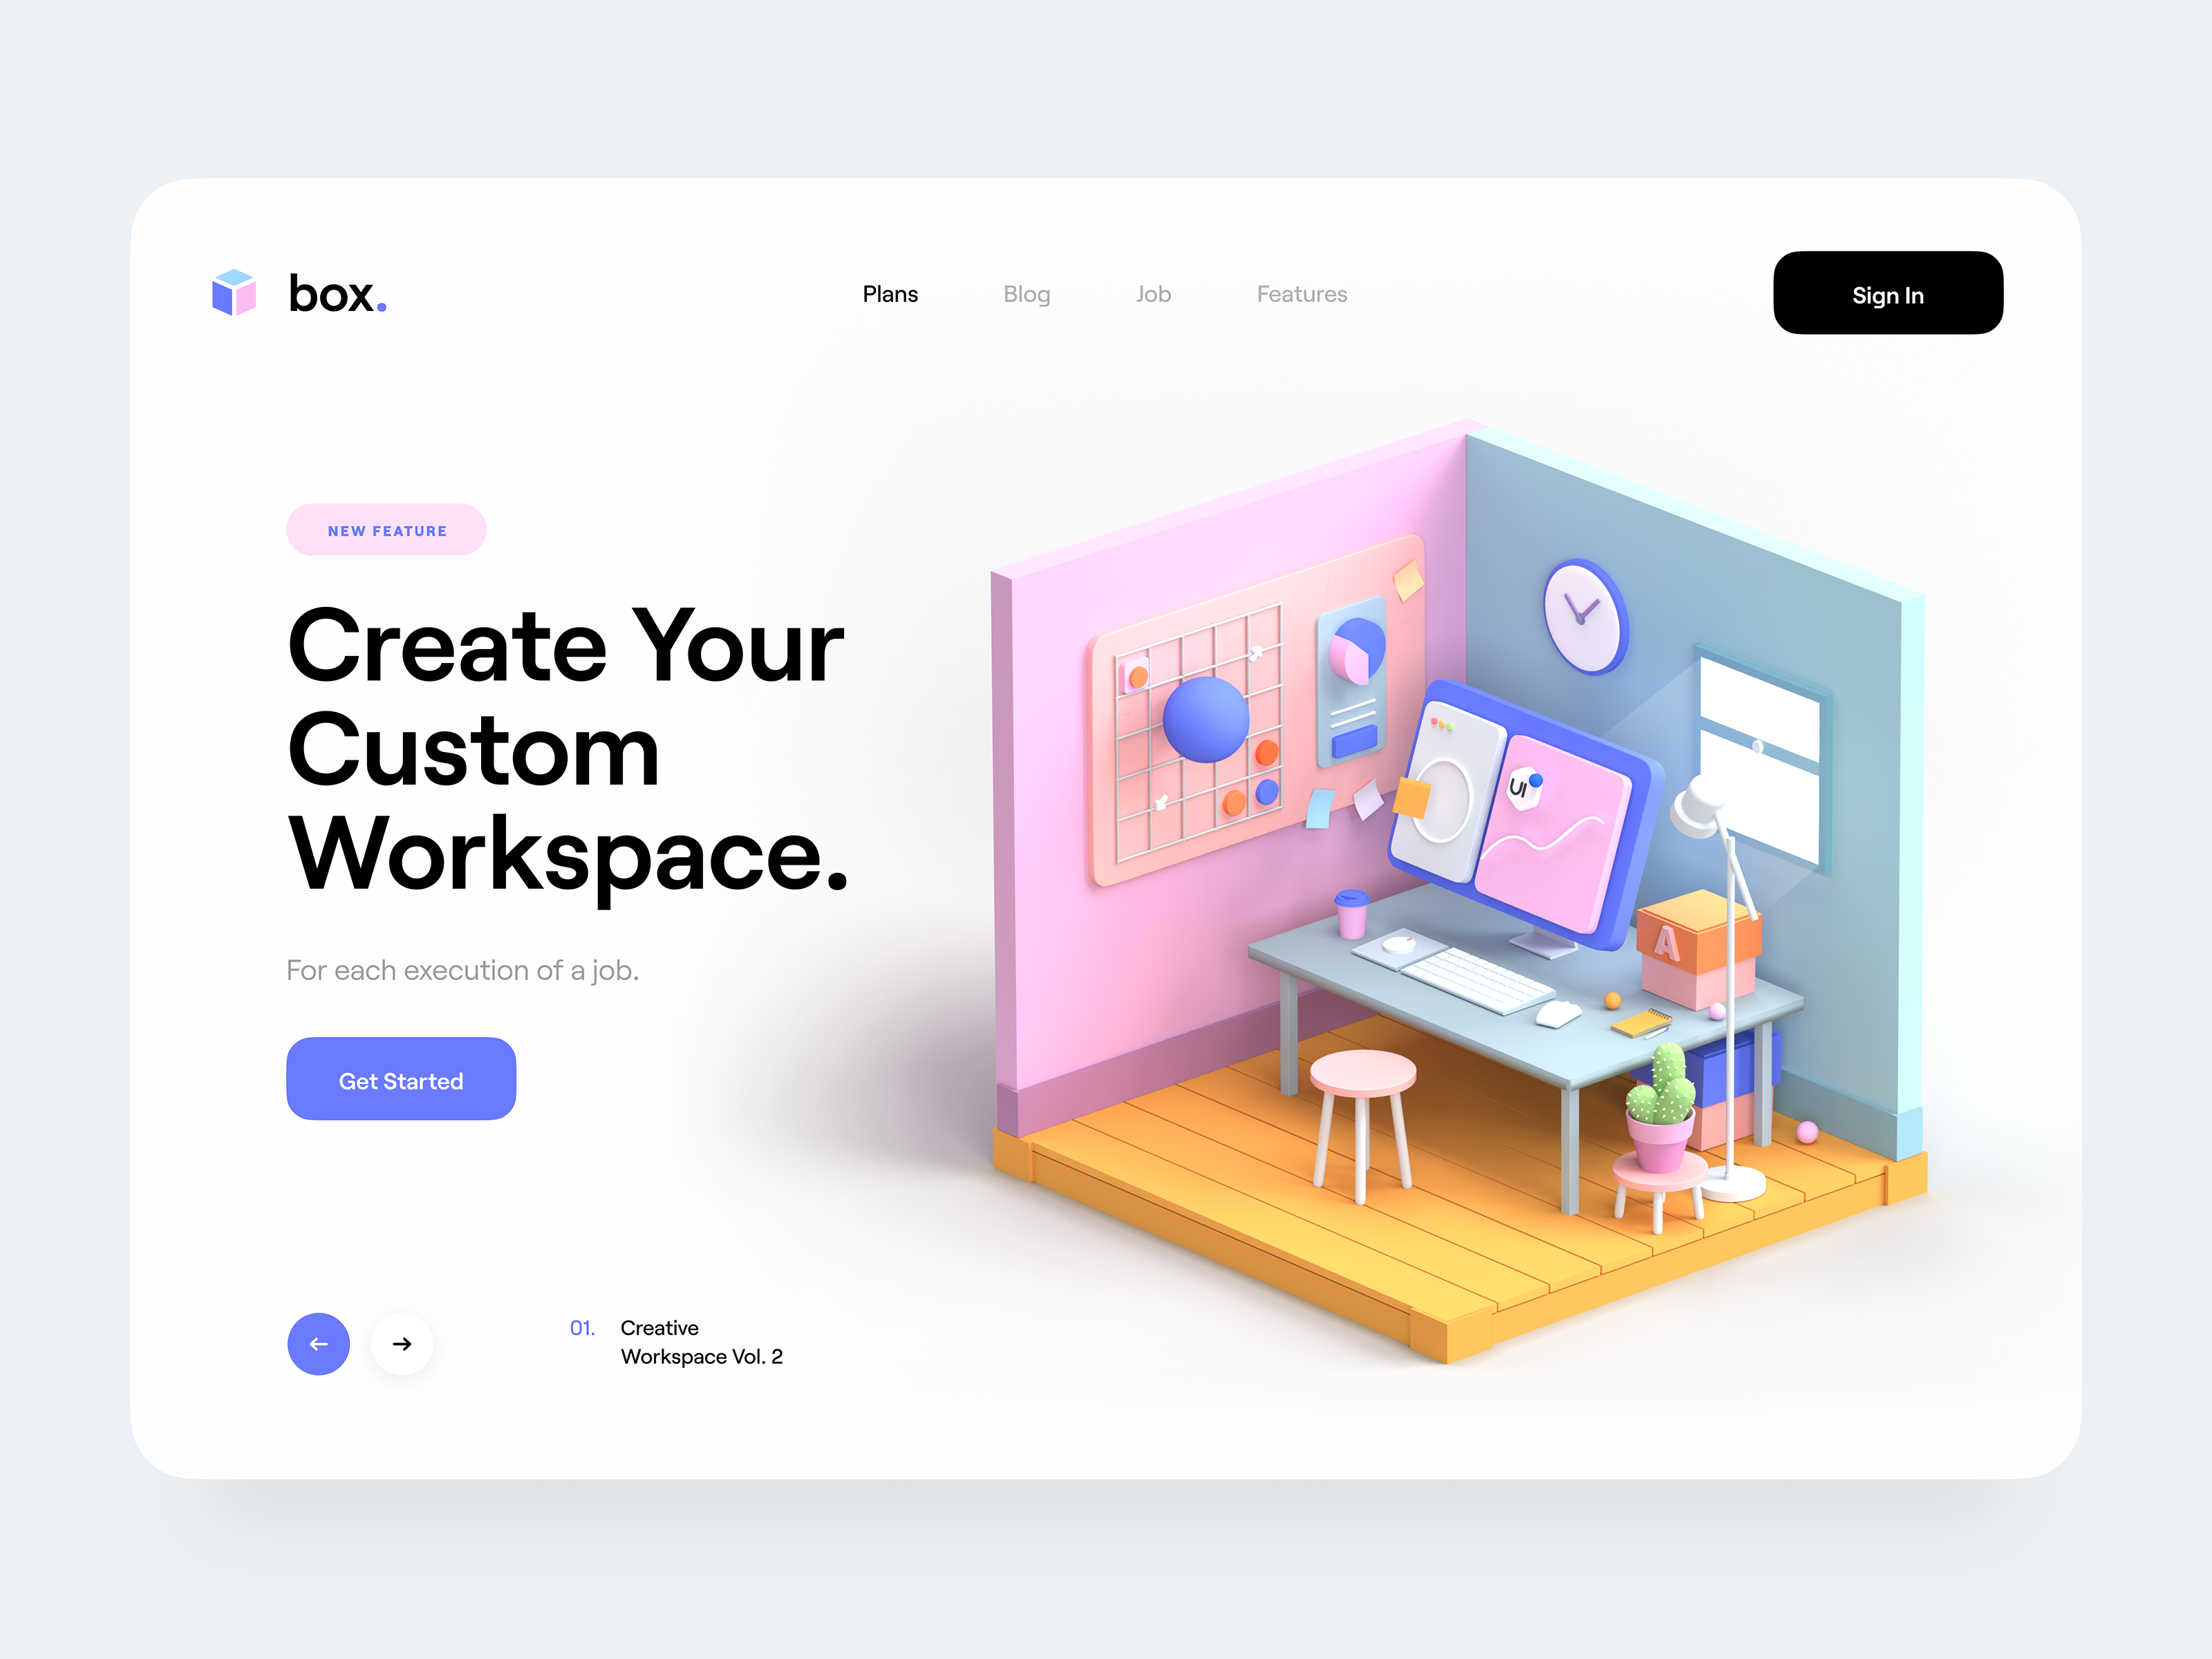 box.
Plans
Blog
Job
Features
Sign In
NEW FEATURE
Create Your
Custom
Workspace.
For each execution of a job.
Get Started
01.
Creative
Workspace Vol. 2
UI
A